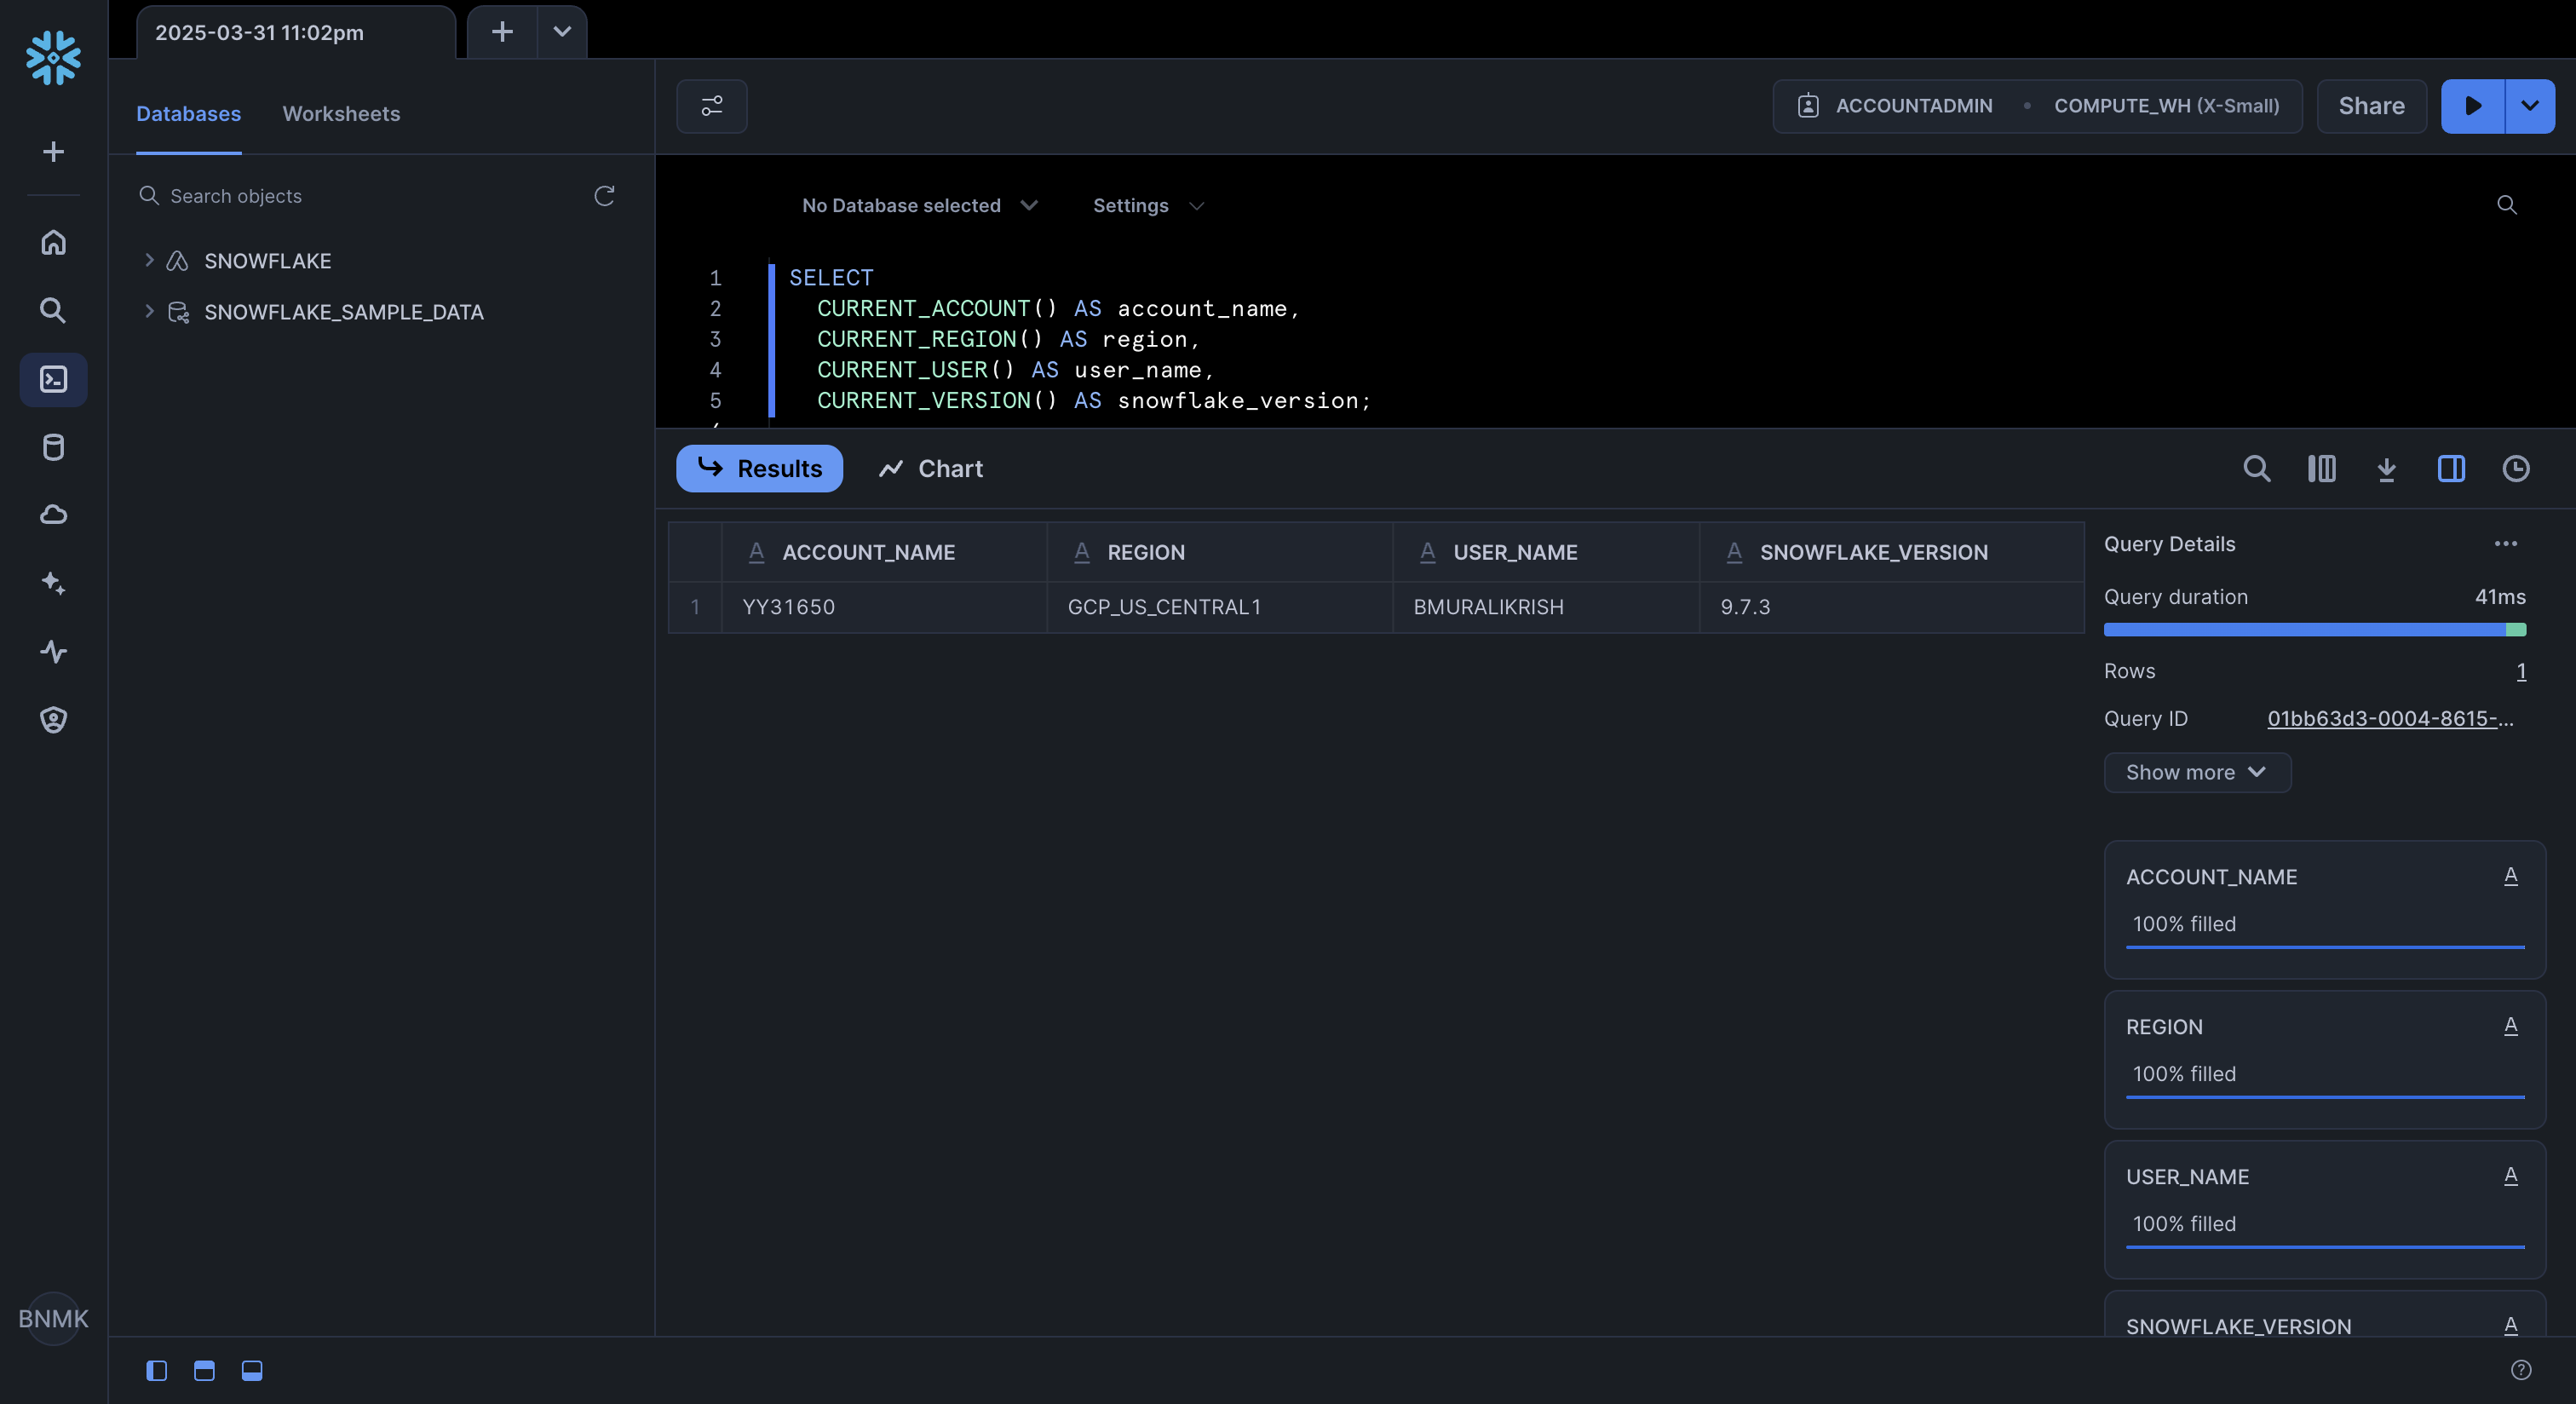 2025-03-31 11:02pm
Databases
Worksheets
ACCOUNTADMIN • COMPUTE_WH (X-Small)
Share
Search objects
SNOWFLAKE
SNOWFLAKE_SAMPLE_DATA
No Database selected
Settings
1 SELECT
2 CURRENT_ACCOUNT() AS account_name,
3 CURRENT_REGION() AS region,
4 CURRENT_USER() AS user_name,
5 CURRENT_VERSION() AS snowflake_version;
Results
Chart
A ACCOUNT_NAME A REGION A USER_NAME A SNOWFLAKE_VERSION
1 YY31650 GCP_US_CENTRAL1 BMURALIKRISH 9.7.3
Query Details
Query duration 41ms
Rows 1
Query ID 01bb63d3-0004-8615-...
Show more
ACCOUNT_NAME A
100% filled
REGION A
100% filled
USER_NAME A
100% filled
SNOWFLAKE_VERSION A
BNMK